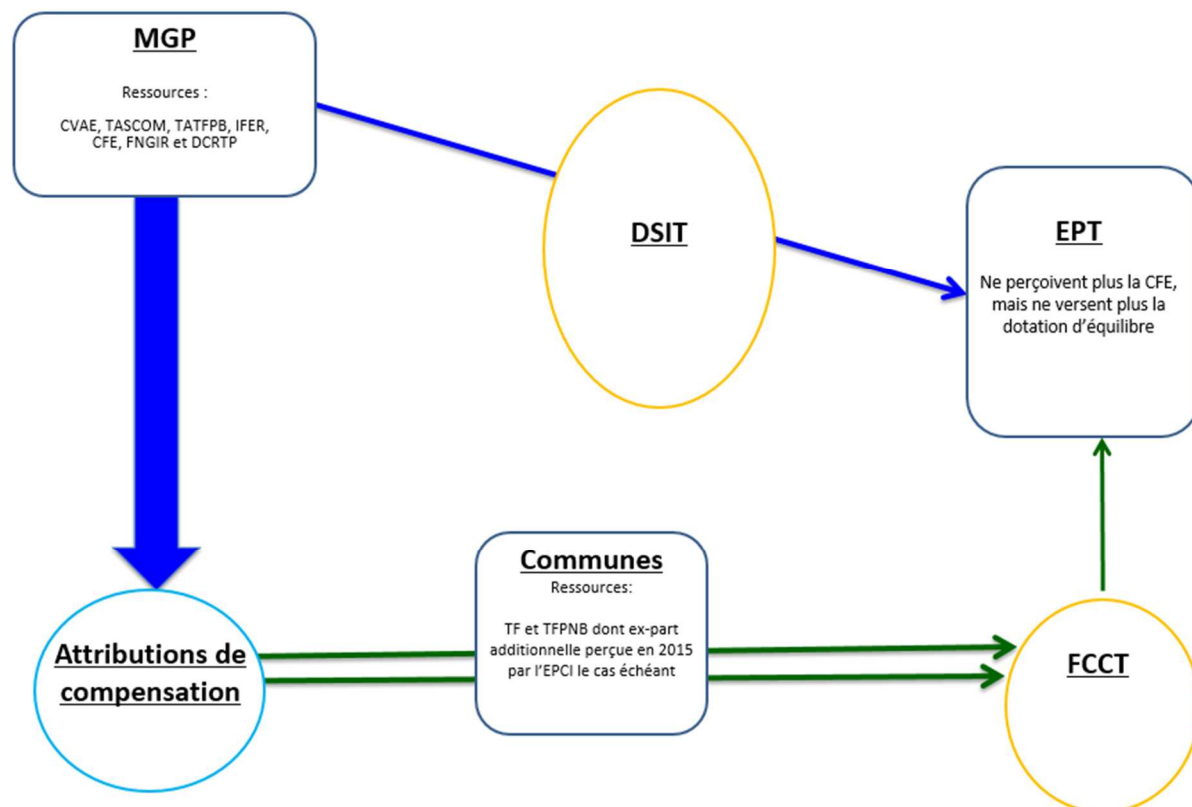 MGP
Ressources :
CVAE, TASCOM, TATFPB, IFER,
CFE, FNGIR et DCRTP
DSIT
EPT
Ne perçoivent plus la CFE,
mais ne versent plus la
dotation d’équilibre
Attributions de
compensation
Communes
Ressources:
TF et TFPNB dont ex-part
additionnelle perçue en 2015
par l’EPCI le cas échéant
FCCT